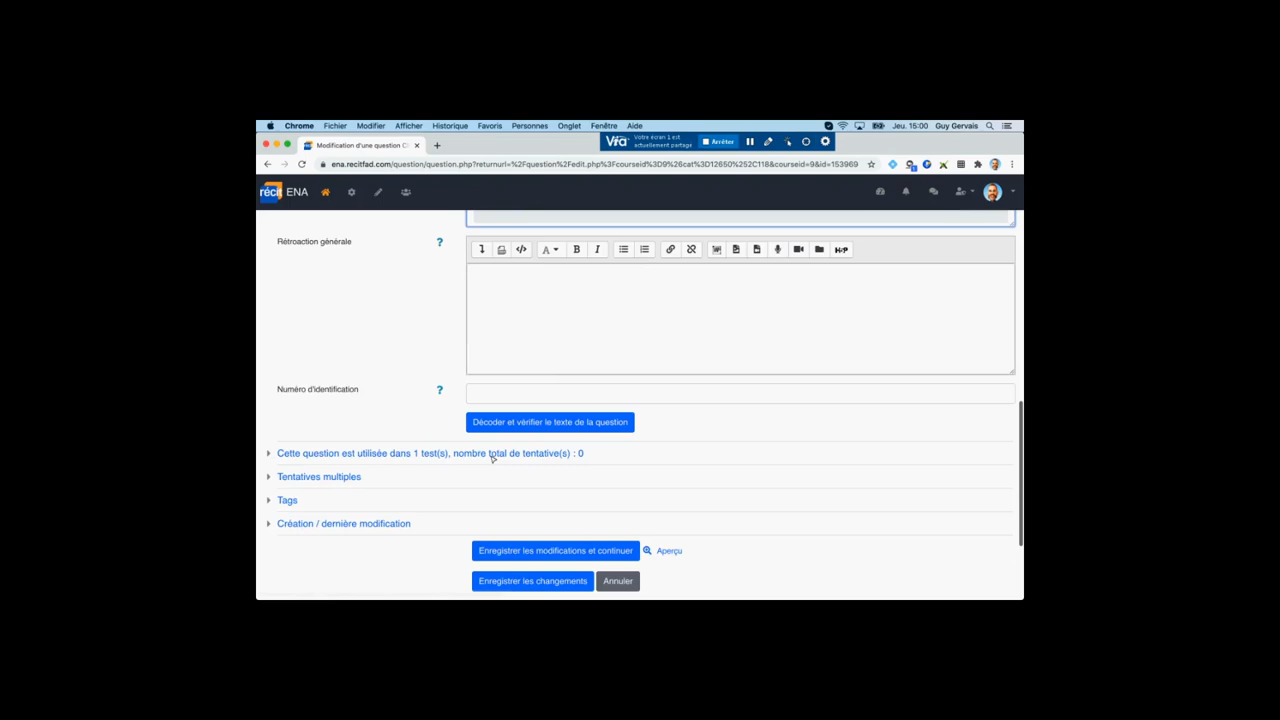 Chrome Fichier Modifier Afficher Historique Favoris Personnes Onglet Fenêtre Aide Jeu. 15:00 Guy Gervais
Modification d'une question C
Via Votre écran 1 est actuellement partagé Arrêter
ena.recitfad.com/question/question.php?returnurl=%2Fquestion%2Fedit.php%3Fcourseid%3D9%26cat%3D12650%252C118&courseid=9&id=153969
récit ENA
Rétroaction générale ?
A B I H5P
Numéro d'identification ?
Décoder et vérifier le texte de la question
Cette question est utilisée dans 1 test(s), nombre total de tentative(s) : 0
Tentatives multiples
Tags
Création / dernière modification
Enregistrer les modifications et continuer Aperçu
Enregistrer les changements Annuler